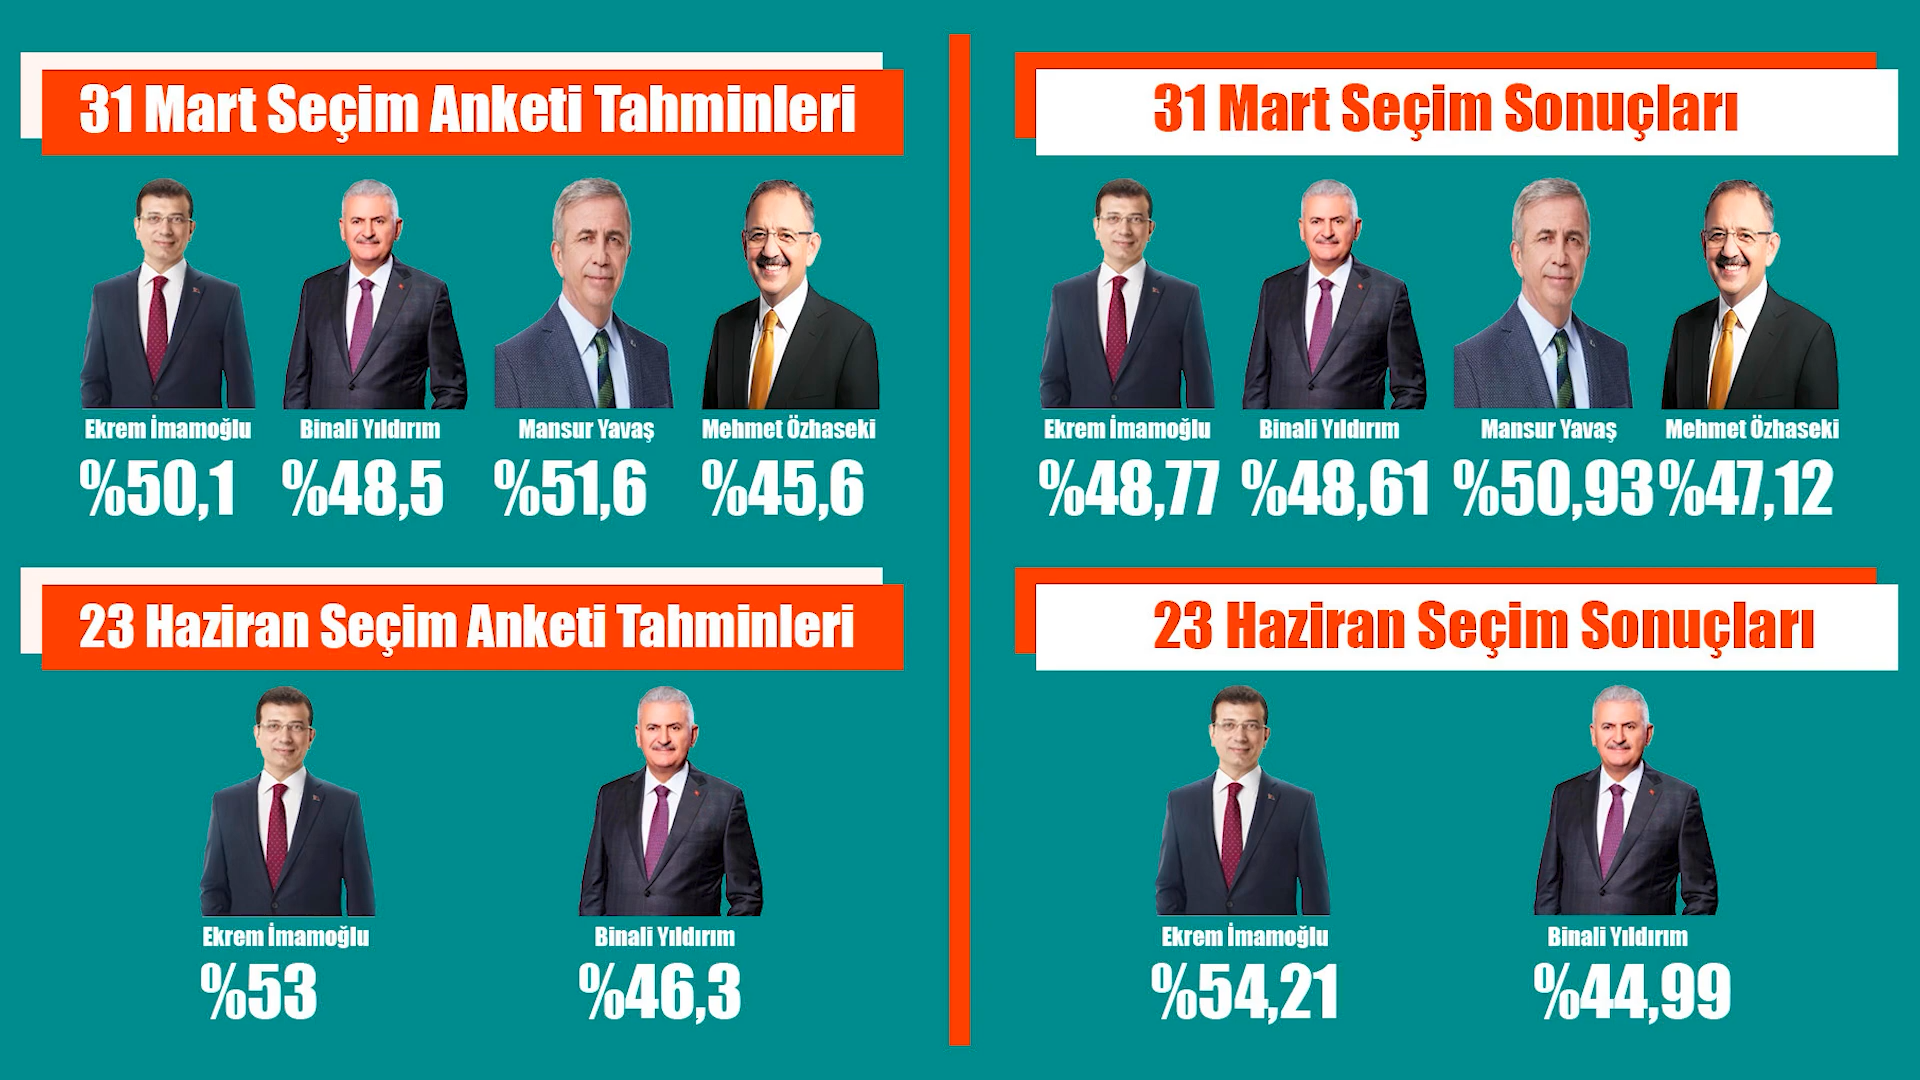 31 Mart Seçim Anketi Tahminleri
Ekrem İmamoğlu Binali Yıldırım Mansur Yavaş Mehmet Özhaseki
%50,1 %48,5 %51,6 %45,6
31 Mart Seçim Sonuçları
Ekrem İmamoğlu Binali Yıldırım Mansur Yavaş Mehmet Özhaseki
%48,77 %48,61 %50,93 %47,12
23 Haziran Seçim Anketi Tahminleri
Ekrem İmamoğlu Binali Yıldırım
%53 %46,3
23 Haziran Seçim Sonuçları
Ekrem İmamoğlu Binali Yıldırım
%54,21 %44,99